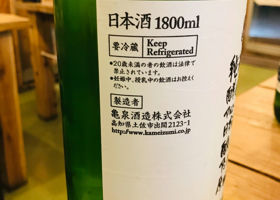 日本酒 1800ml
要冷蔵 Keep
Refrigerated
●20歳未満の者の飲酒は法律で
禁止されています。
●妊娠中、授乳中の飲酒はお控えく
ださい。
製造者
亀泉酒造株式会社
高知県土佐市出間2123-1
http://www.kameizumi.co.jp